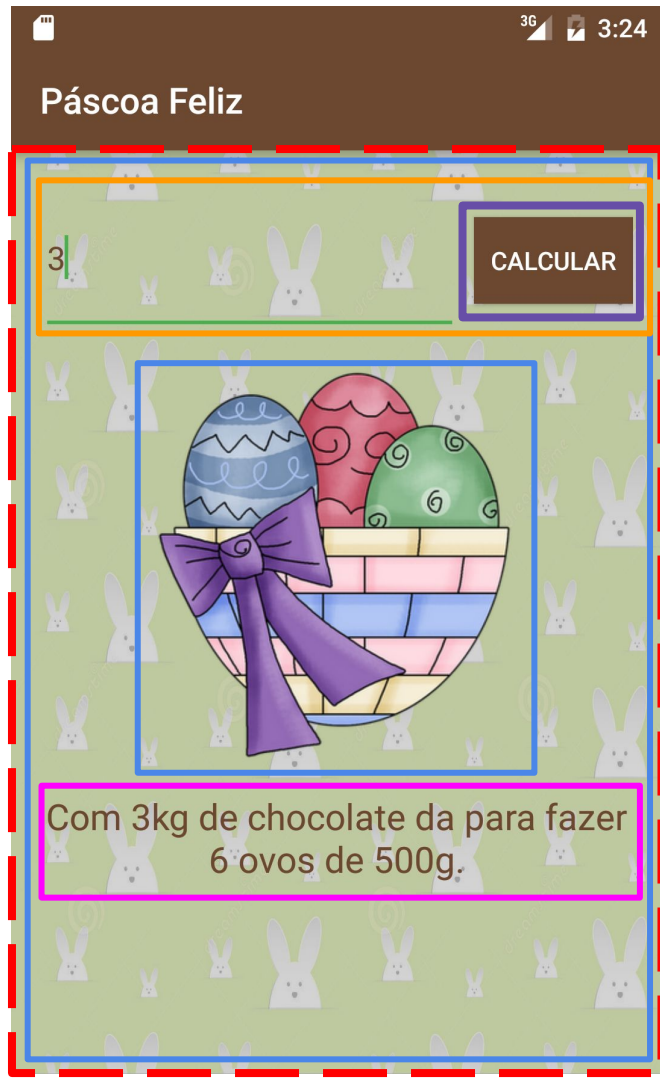 3G 3:24
Páscoa Feliz
3
CALCULAR
Com 3kg de chocolate da para fazer
6 ovos de 500g.